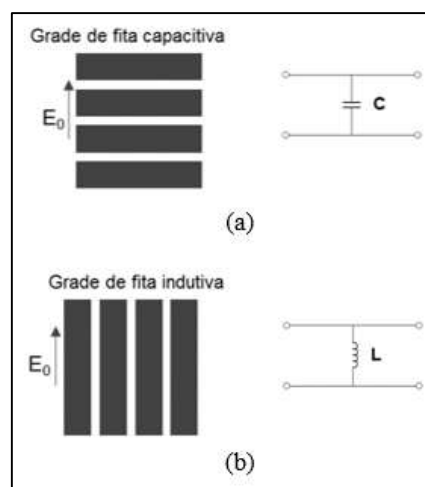 Grade de fita capacitiva
E₀
C
(a)
Grade de fita indutiva
E₀
L
(b)